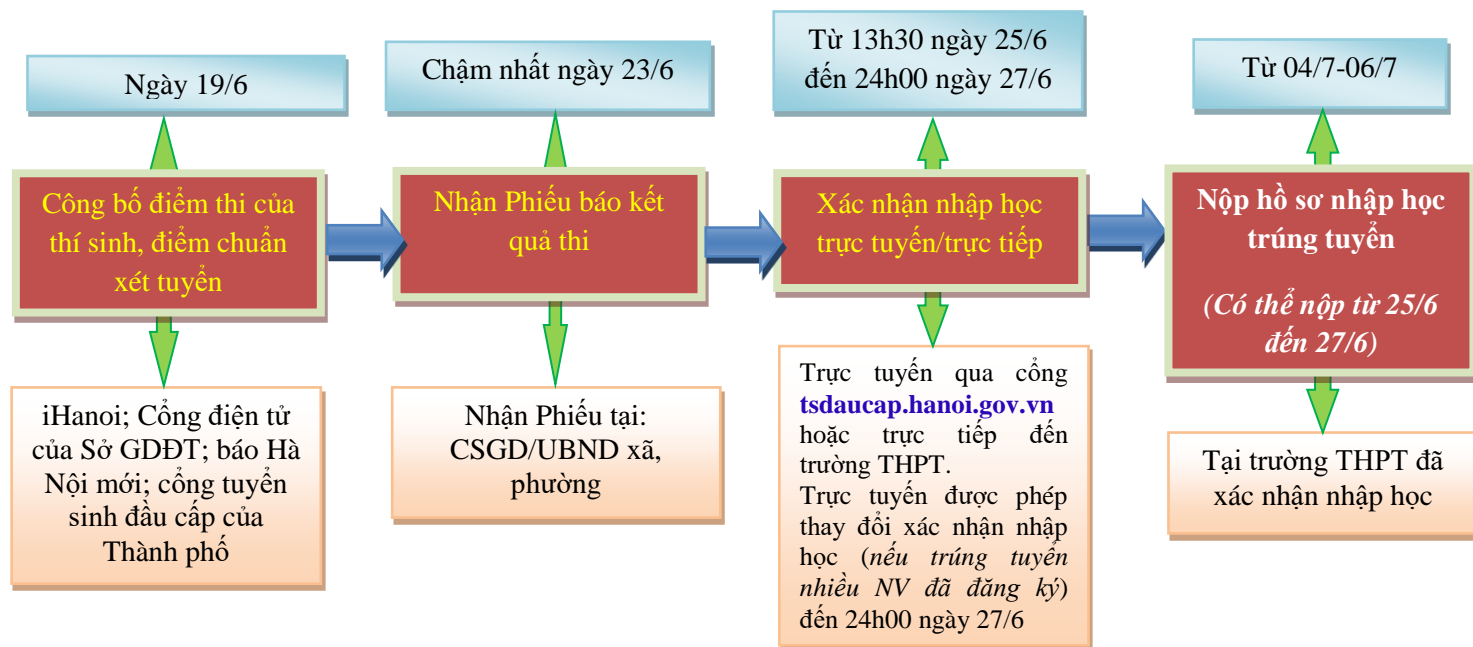 Ngày 19/6
Chậm nhất ngày 23/6
Từ 13h30 ngày 25/6
đến 24h00 ngày 27/6
Từ 04/7-06/7
Công bố điểm thi của
thí sinh, điểm chuẩn
xét tuyển
Nhận Phiếu báo kết
quả thi
Xác nhận nhập học
trực tuyến/trực tiếp
Nộp hồ sơ nhập học
trúng tuyển
(Có thể nộp từ 25/6
đến 27/6)
iHanoi; Cổng điện tử
của Sở GDĐT; báo Hà
Nội mới; cổng tuyển
sinh đầu cấp của
Thành phố
Nhận Phiếu tại:
CSGD/UBND xã,
phường
Trực tuyến qua cổng
tsdaucap.hanoi.gov.vn
hoặc trực tiếp đến
trường THPT.
Trực tuyến được phép
thay đổi xác nhận nhập
học (nếu trúng tuyển
nhiều NV đã đăng ký)
đến 24h00 ngày 27/6
Tại trường THPT đã
xác nhận nhập học